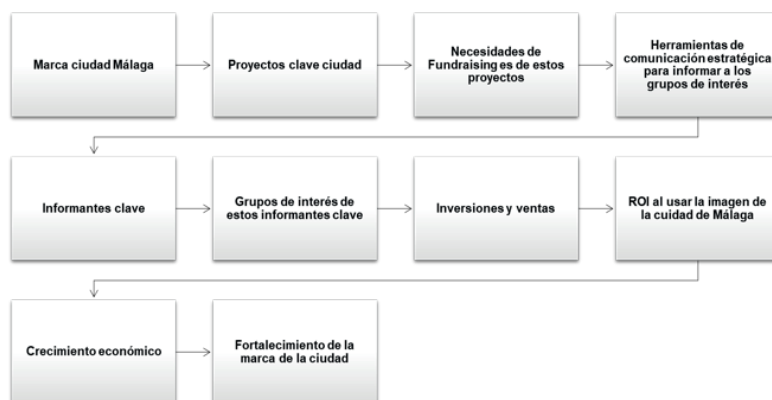 Marca ciudad Málaga
Proyectos clave ciudad
Necesidades de
Fundraising es de estos
proyectos
Herramientas de
comunicación estratégica
para informar a los
grupos de interés
Informantes clave
Grupos de interés de
estos informantes clave
Inversiones y ventas
ROI al usar la imagen de
la cuidad de Málaga
Crecimiento económico
Fortalecimiento de la
marca de la ciudad